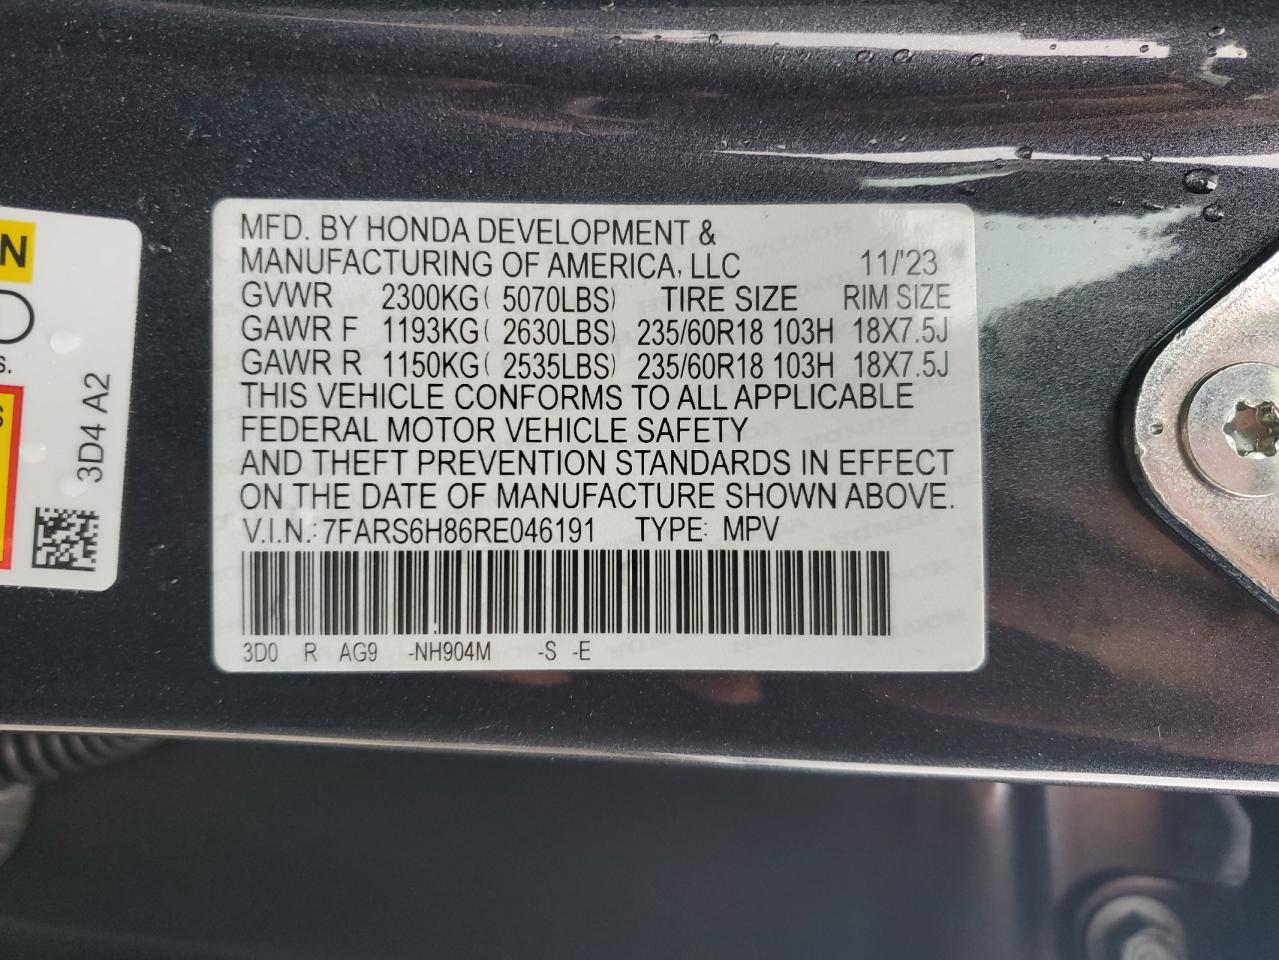 MFD. BY HONDA DEVELOPMENT &
MANUFACTURING OF AMERICA, LLC 11/'23
GVWR 2300KG( 5070LBS) TIRE SIZE RIM SIZE
GAWR F 1193KG( 2630LBS) 235/60R18 103H 18X7.5J
GAWR R 1150KG( 2535LBS) 235/60R18 103H 18X7.5J
THIS VEHICLE CONFORMS TO ALL APPLICABLE
FEDERAL MOTOR VEHICLE SAFETY
AND THEFT PREVENTION STANDARDS IN EFFECT
ON THE DATE OF MANUFACTURE SHOWN ABOVE.
V.I.N.: 7FARS6H86RE046191 TYPE: MPV
3D0 R AG9 -NH904M -S -E
3D4 A2